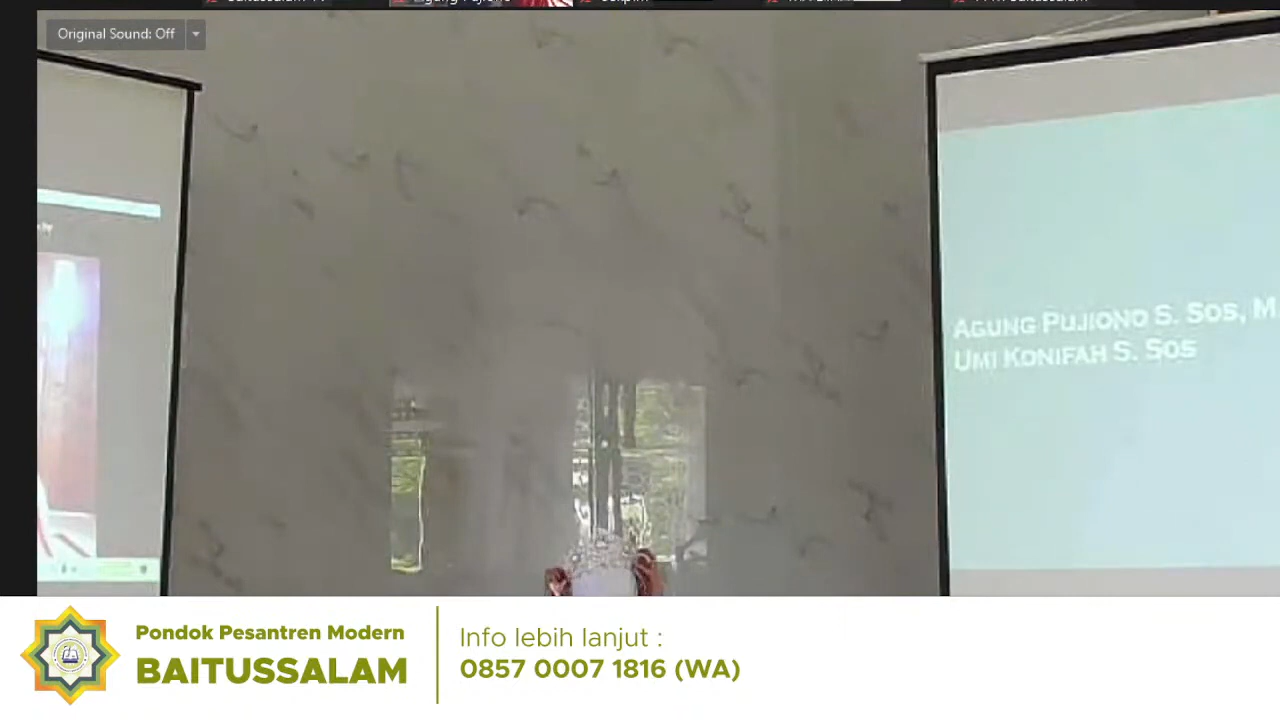 Original Sound: Off
AGUNG PUJIONO S. SOS, M
UMI KONIFAH S. SOS
Pondok Pesantren Modern
BAITUSSALAM
Info lebih lanjut :
0857 0007 1816 (WA)